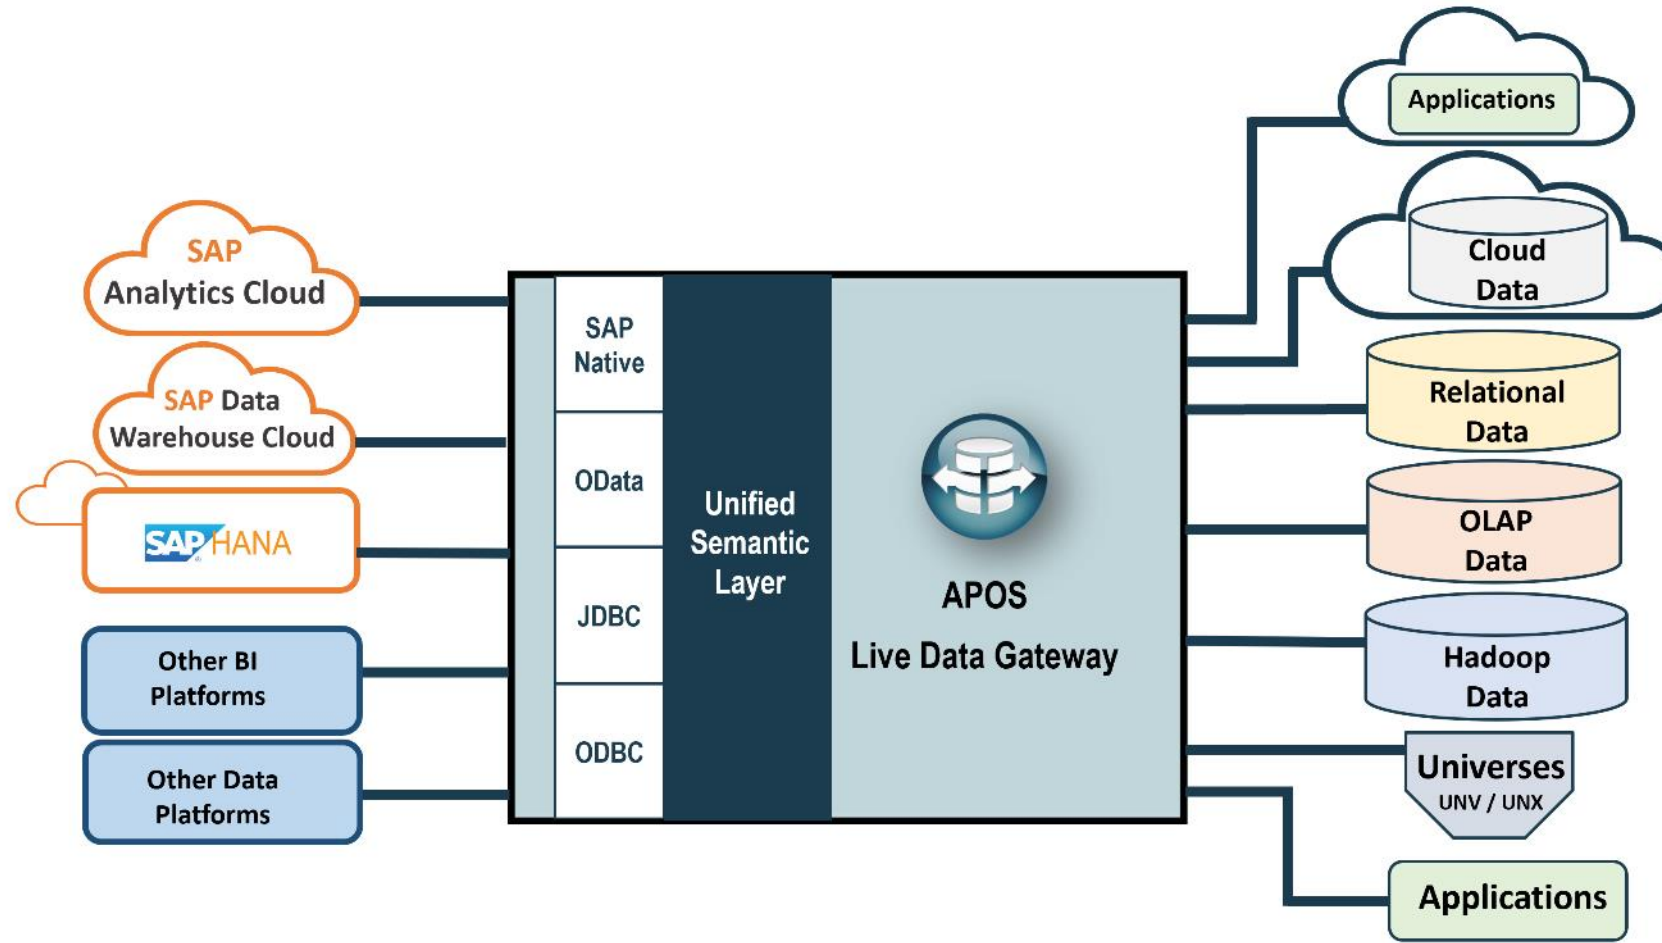 SAP
Analytics Cloud
SAP Data
Warehouse Cloud
SAP HANA
Other BI
Platforms
Other Data
Platforms
SAP
Native
OData
JDBC
ODBC
Unified
Semantic
Layer
APOS
Live Data Gateway
Applications
Cloud
Data
Relational
Data
OLAP
Data
Hadoop
Data
Universes
UNV / UNX
Applications